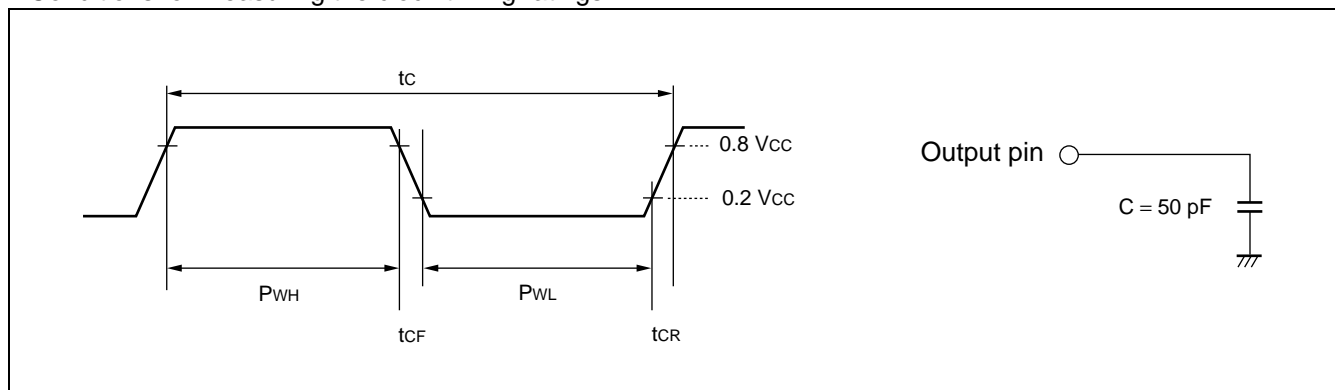 tC
0.8 VCC
0.2 VCC
PWH
PWL
tCF
tCR
Output pin
C = 50 pF